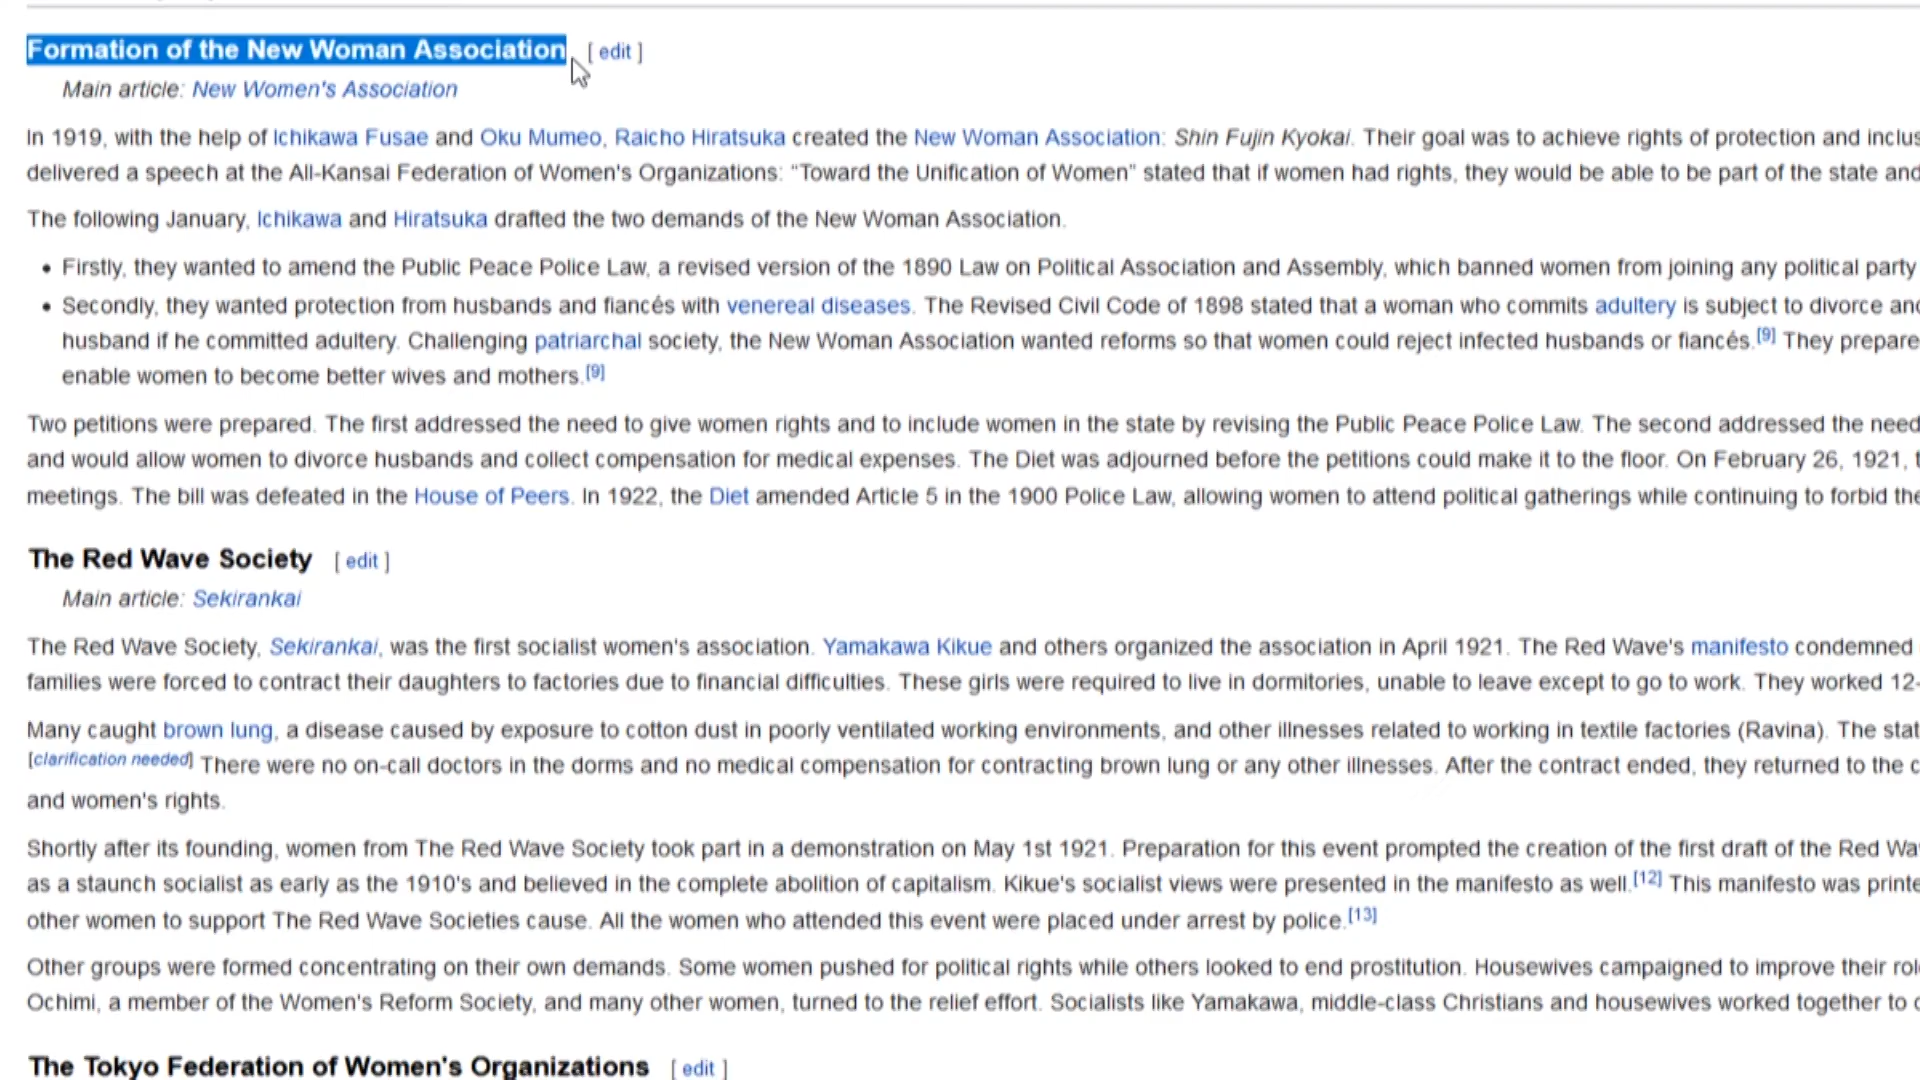 Formation of the New Woman Association [ edit ]
Main article: New Women's Association
In 1919, with the help of Ichikawa Fusae and Oku Mumeo, Raicho Hiratsuka created the New Woman Association: Shin Fujin Kyokai. Their goal was to achieve rights of protection and inclus
delivered a speech at the All-Kansai Federation of Women's Organizations: “Toward the Unification of Women” stated that if women had rights, they would be able to be part of the state and
The following January, Ichikawa and Hiratsuka drafted the two demands of the New Woman Association.
• Firstly, they wanted to amend the Public Peace Police Law, a revised version of the 1890 Law on Political Association and Assembly, which banned women from joining any political party
• Secondly, they wanted protection from husbands and fiancés with venereal diseases. The Revised Civil Code of 1898 stated that a woman who commits adultery is subject to divorce and
husband if he committed adultery. Challenging patriarchal society, the New Woman Association wanted reforms so that women could reject infected husbands or fiancés.[9] They prepare
enable women to become better wives and mothers.[9]
Two petitions were prepared. The first addressed the need to give women rights and to include women in the state by revising the Public Peace Police Law. The second addressed the need
and would allow women to divorce husbands and collect compensation for medical expenses. The Diet was adjourned before the petitions could make it to the floor. On February 26, 1921, t
meetings. The bill was defeated in the House of Peers. In 1922, the Diet amended Article 5 in the 1900 Police Law, allowing women to attend political gatherings while continuing to forbid the
The Red Wave Society [ edit ]
Main article: Sekirankai
The Red Wave Society, Sekirankai, was the first socialist women's association. Yamakawa Kikue and others organized the association in April 1921. The Red Wave's manifesto condemned
families were forced to contract their daughters to factories due to financial difficulties. These girls were required to live in dormitories, unable to leave except to go to work. They worked 12-
Many caught brown lung, a disease caused by exposure to cotton dust in poorly ventilated working environments, and other illnesses related to working in textile factories (Ravina). The stat
[clarification needed] There were no on-call doctors in the dorms and no medical compensation for contracting brown lung or any other illnesses. After the contract ended, they returned to the c
and women's rights.
Shortly after its founding, women from The Red Wave Society took part in a demonstration on May 1st 1921. Preparation for this event prompted the creation of the first draft of the Red Wa
as a staunch socialist as early as the 1910's and believed in the complete abolition of capitalism. Kikue's socialist views were presented in the manifesto as well.[12] This manifesto was printe
other women to support The Red Wave Societies cause. All the women who attended this event were placed under arrest by police.[13]
Other groups were formed concentrating on their own demands. Some women pushed for political rights while others looked to end prostitution. Housewives campaigned to improve their rol
Ochimi, a member of the Women's Reform Society, and many other women, turned to the relief effort. Socialists like Yamakawa, middle-class Christians and housewives worked together to
The Tokyo Federation of Women's Organizations [ edit ]